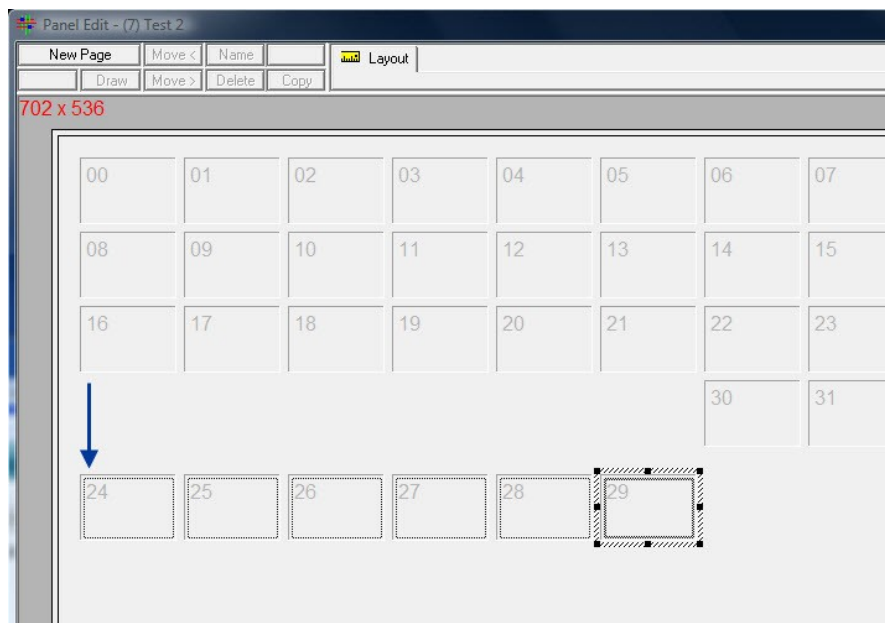 Panel Edit - (7) Test 2
New Page Move < Name Layout
Draw Move > Delete Copy
702 x 536
00 01 02 03 04 05 06 07
08 09 10 11 12 13 14 15
16 17 18 19 20 21 22 23
30 31
24 25 26 27 28 29